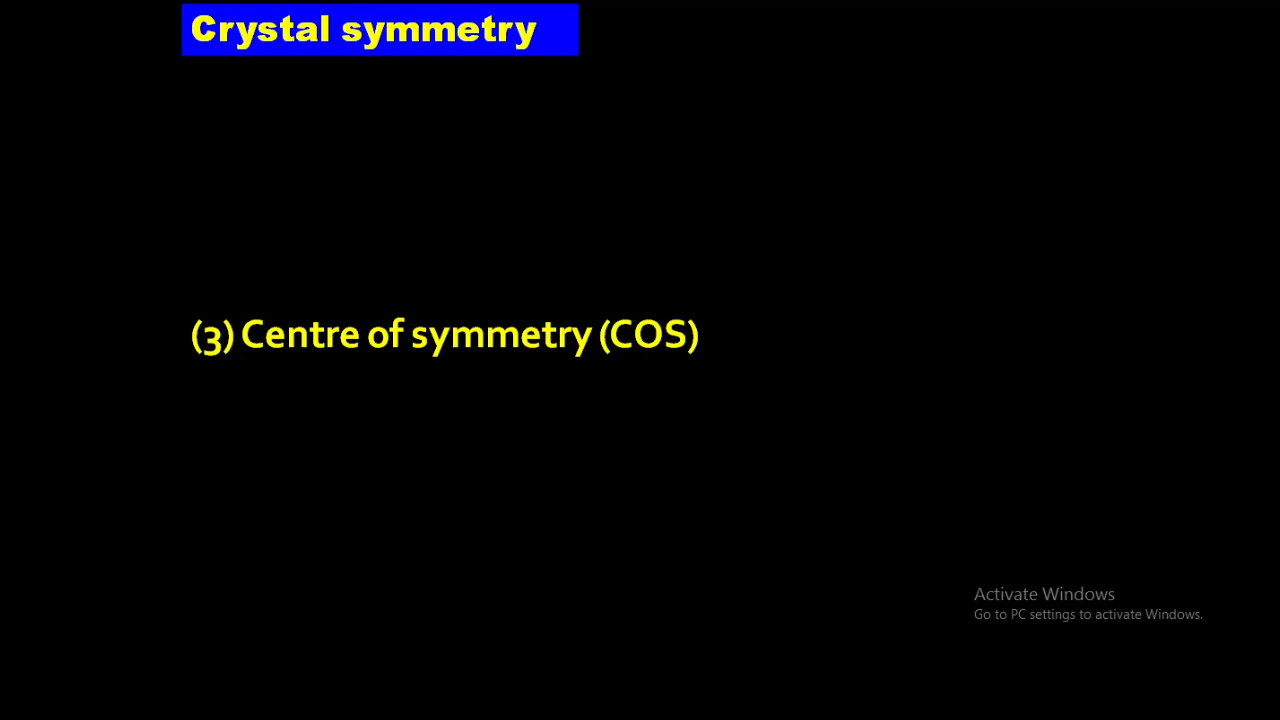 Crystal symmetry
(3) Centre of symmetry (COS)
Activate Windows
Go to PC settings to activate Windows.